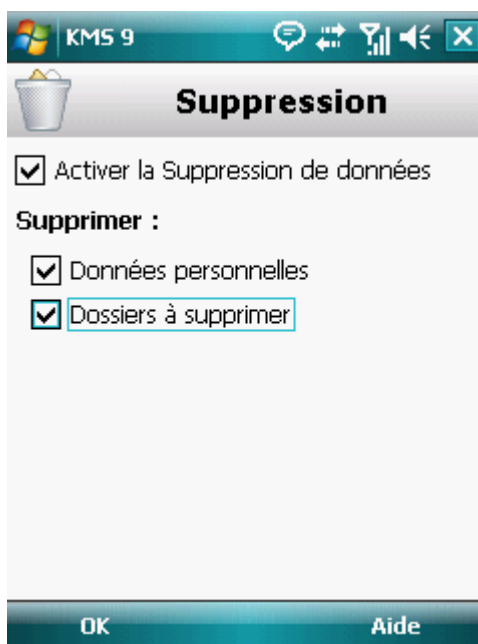 KMS 9
Suppression
Activer la Suppression de données
Supprimer :
Données personnelles
Dossiers à supprimer
OK Aide